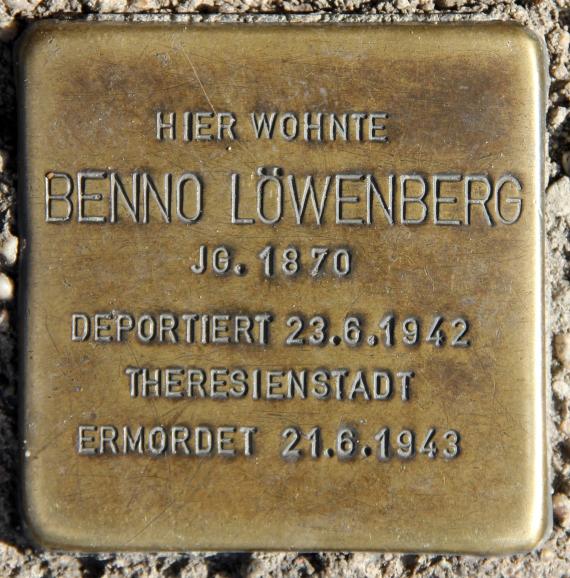 HIER WOHNTE
BENNO LÖWENBERG
JG. 1870
DEPORTIERT 23.6.1942
THERESIENSTADT
ERMORDET 21.6.1943